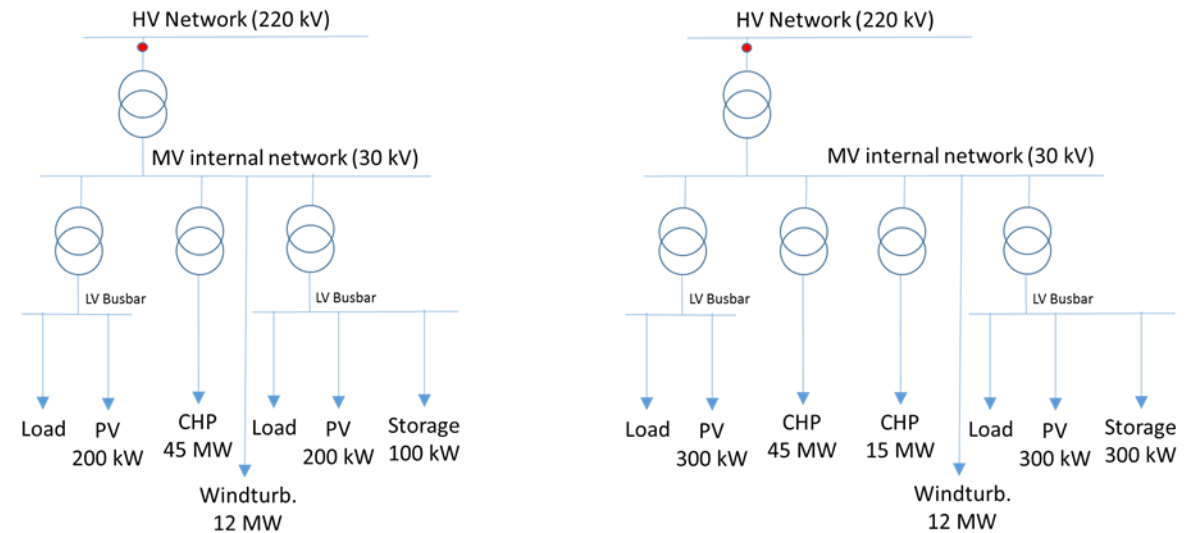 HV Network (220 kV)
MV internal network (30 kV)
LV Busbar
LV Busbar
Load
PV
200 kW
CHP
45 MW
Load
PV
200 kW
Storage
100 kW
Windturb.
12 MW
HV Network (220 kV)
MV internal network (30 kV)
LV Busbar
LV Busbar
Load
PV
300 kW
CHP
45 MW
CHP
15 MW
Load
PV
300 kW
Storage
300 kW
Windturb.
12 MW